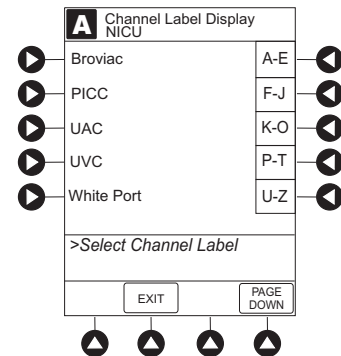 A Channel Label Display
NICU
Broviac A-E
PICC F-J
UAC K-O
UVC P-T
White Port U-Z
>Select Channel Label
EXIT
PAGE
DOWN